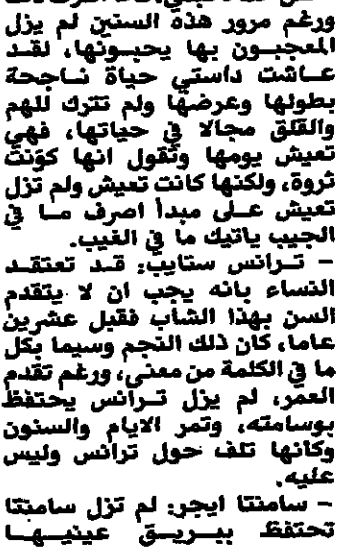 ورغم مرور هذه السنين لم يزل
المعجبون بها يحبونها، لقد
عاشت داستي حياة ناجحة
بطولها وعرضها ولم تترك للهم
والقلق مجالا في حياتها، فهي
تعيش يومها وتقول انها كونت
ثروة، ولكنها كانت تعيش ولم تزل
تعيش على مبدأ اصرف ما في
الجيب ياتيك ما في الغيب.
– ترانس ستايب: قد تعتقد
النساء بانه يجب ان لا يتقدم
السن بهذا الشاب فقبل عشرين
عاما، كان ذلك النجم وسيما بكل
ما في الكلمة من معنى، ورغم تقدم
العمر، لم يزل ترانس يحتفظ
بوسامته، وتمر الايام والسنون
وكانها تلف حول ترانس وليس
عليه.
– سامنتا ايجر: لم تزل سامنتا
تحتفظ ببريق عينيها